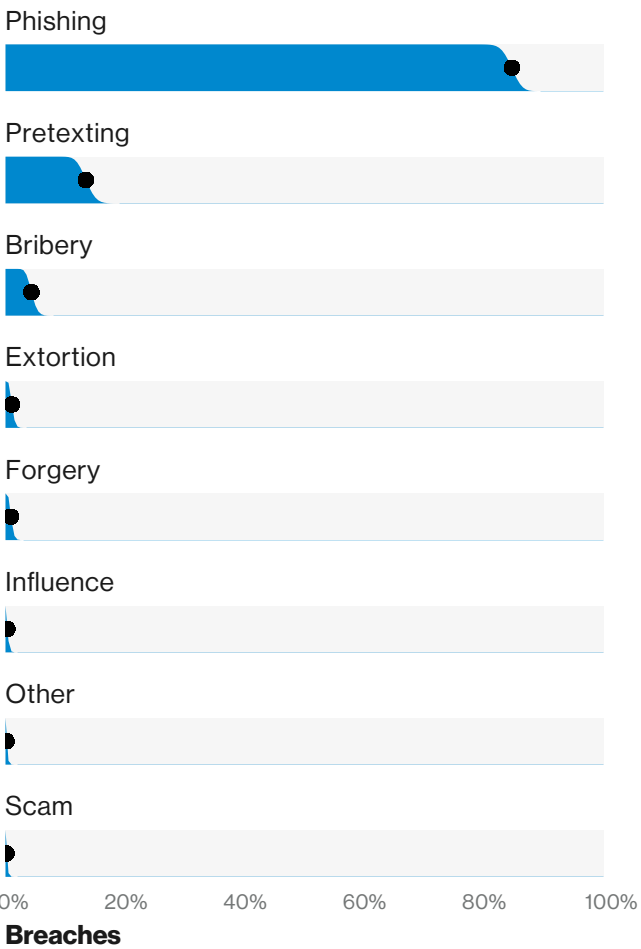 Phishing
Pretexting
Bribery
Extortion
Forgery
Influence
Other
Scam
0% 20% 40% 60% 80% 100%
Breaches